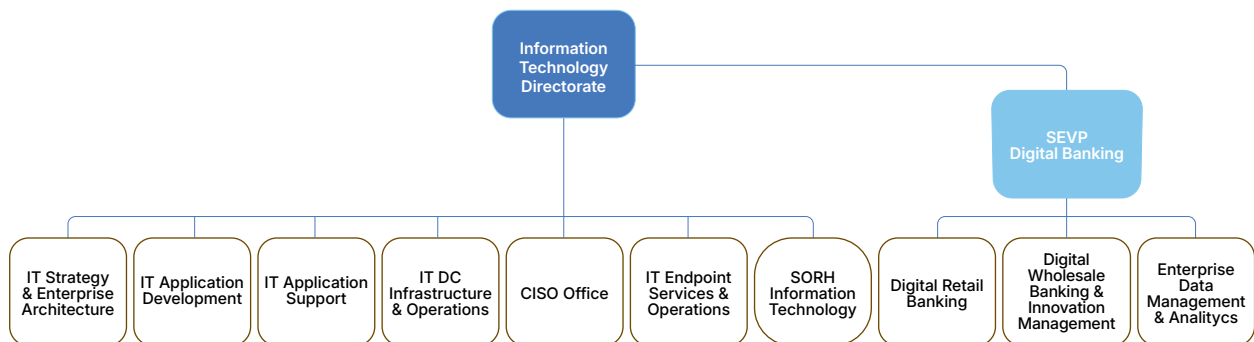 Information
Technology
Directorate
SEVP
Digital Banking
IT Strategy
& Enterprise
Architecture
IT Application
Development
IT Application
Support
IT DC
Infrastructure
& Operations
CISO Office
IT Endpoint
Services &
Operations
SORH
Information
Technology
Digital Retail
Banking
Digital
Wholesale
Banking &
Innovation
Management
Enterprise
Data
Management
& Analitycs